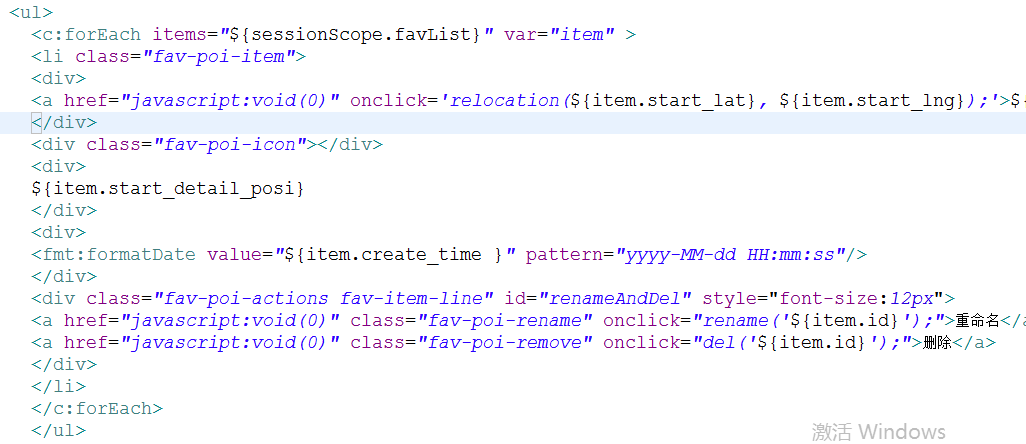 <ul>
<c:forEach items="${sessionScope.favList}" var="item" >
<li class="fav-poi-item">
<div>
<a href="javascript:void(0)" onclick='relocation(${item.start_lat}, ${item.start_lng});'>${
</div>
<div class="fav-poi-icon"></div>
<div>
${item.start_detail_posi}
</div>
<div>
<fmt:formatDate value="${item.create_time }" pattern="yyyy-MM-dd HH:mm:ss"/>
</div>
<div class="fav-poi-actions fav-item-line" id="renameAndDel" style="font-size:12px">
<a href="javascript:void(0)" class="fav-poi-rename" onclick="rename('${item.id}');">重命名</a
<a href="javascript:void(0)" class="fav-poi-remove" onclick="del('${item.id}');">删除</a>
</div>
</li>
</c:forEach>
</ul>
激活 Windows